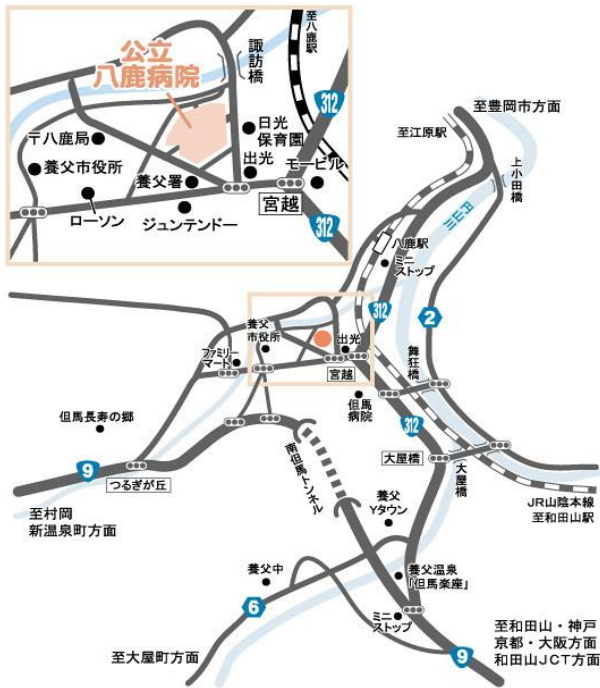 公立
八鹿病院
諏訪橋
至八鹿駅
312
〒八鹿局
日光
保育園
養父市役所
養父署
出光
モービル
ローソン
ジュンテンドー
宮越
312
至豊岡市方面
至江原駅
上小田橋
円山川
八鹿駅
ミニ
ストップ
312
2
養父
市役所
出光
ファミリー
マート
宮越
舞狂橋
但馬
病院
312
但馬長寿の郷
大屋橋
大屋橋
9
つるぎが丘
南但馬トンネル
至村岡
新温泉町方面
JR山陰本線
至和田山駅
養父
Yタウン
養父中
養父温泉
「但馬楽座」
6
ミニ
ストップ
至大屋町方面
9
至和田山・神戸
京都・大阪方面
和田山JCT方面